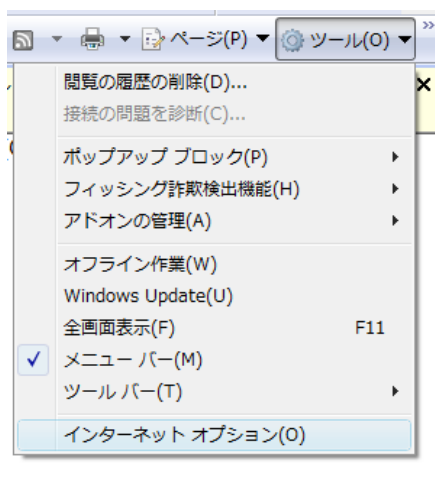 ページ(P) ツール(O) »
閲覧の履歴の削除(D)...
接続の問題を診断(C)...
ポップアップ ブロック(P)
フィッシング詐欺検出機能(H)
アドオンの管理(A)
オフライン作業(W)
Windows Update(U)
全画面表示(F) F11
メニュー バー(M)
ツール バー(T)
インターネット オプション(O)